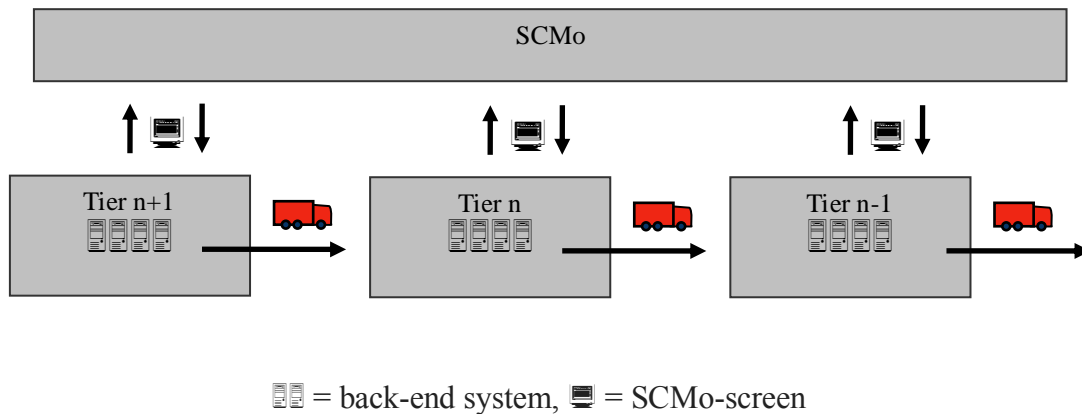 SCMo
Tier n+1
Tier n
Tier n-1
= back-end system, = SCMo-screen